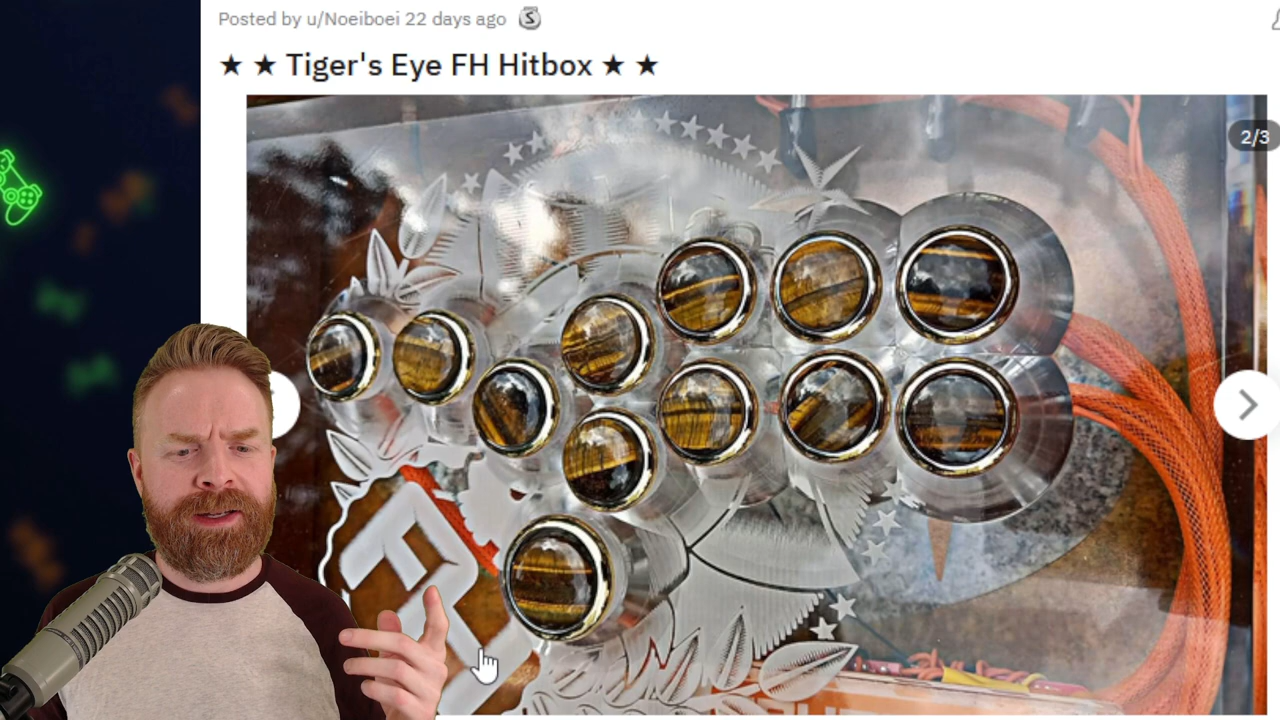 Posted by u/Noeiboei 22 days ago
★ ★ Tiger's Eye FH Hitbox ★ ★
2/3